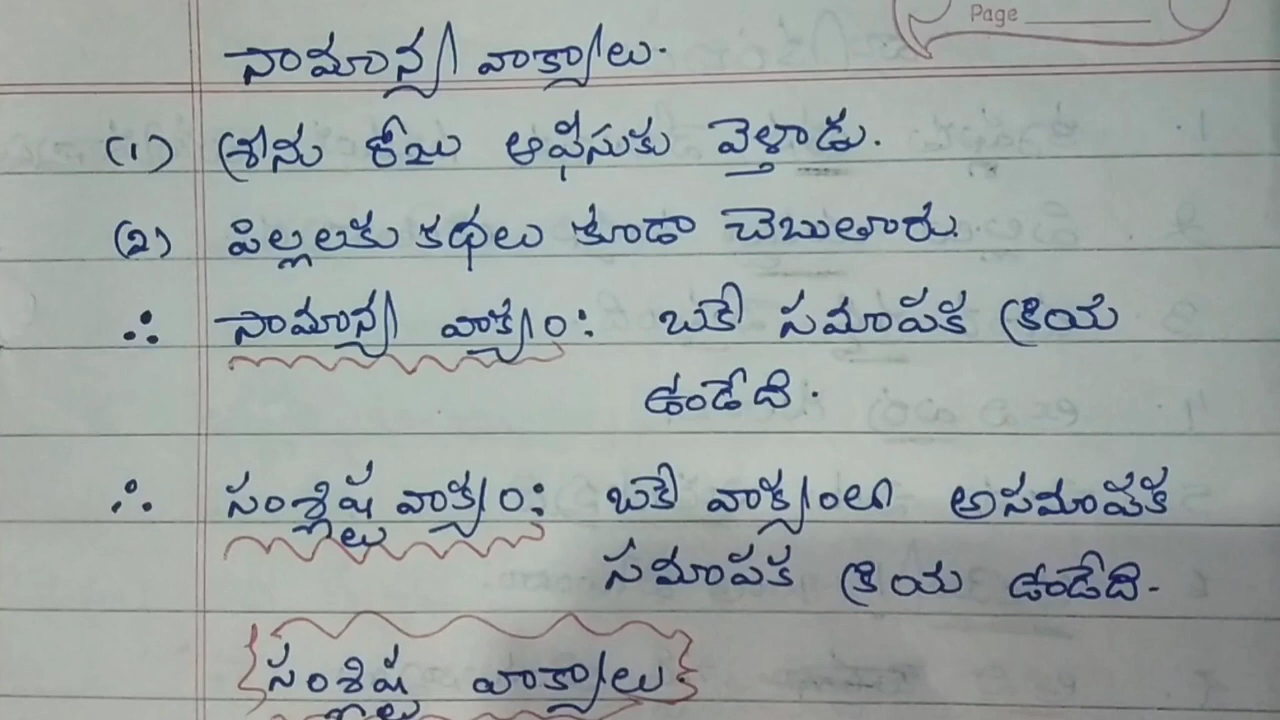 Page
సామాన్య వాక్యాలు.
(1) శ్రీను రోజు ఆఫీసుకు వెళ్తాడు.
(2) పిల్లలకు కథలు కూడా చెబుతారు.
∴ సామాన్య వాక్యం: ఒకే సమాపక క్రియ
ఉండేది.
∴ సంశ్లిష్ట వాక్యం: ఒకే వాక్యంలో అసమాపక
సమాపక క్రియ ఉండేది.
సంశ్లిష్ట వాక్యాలు